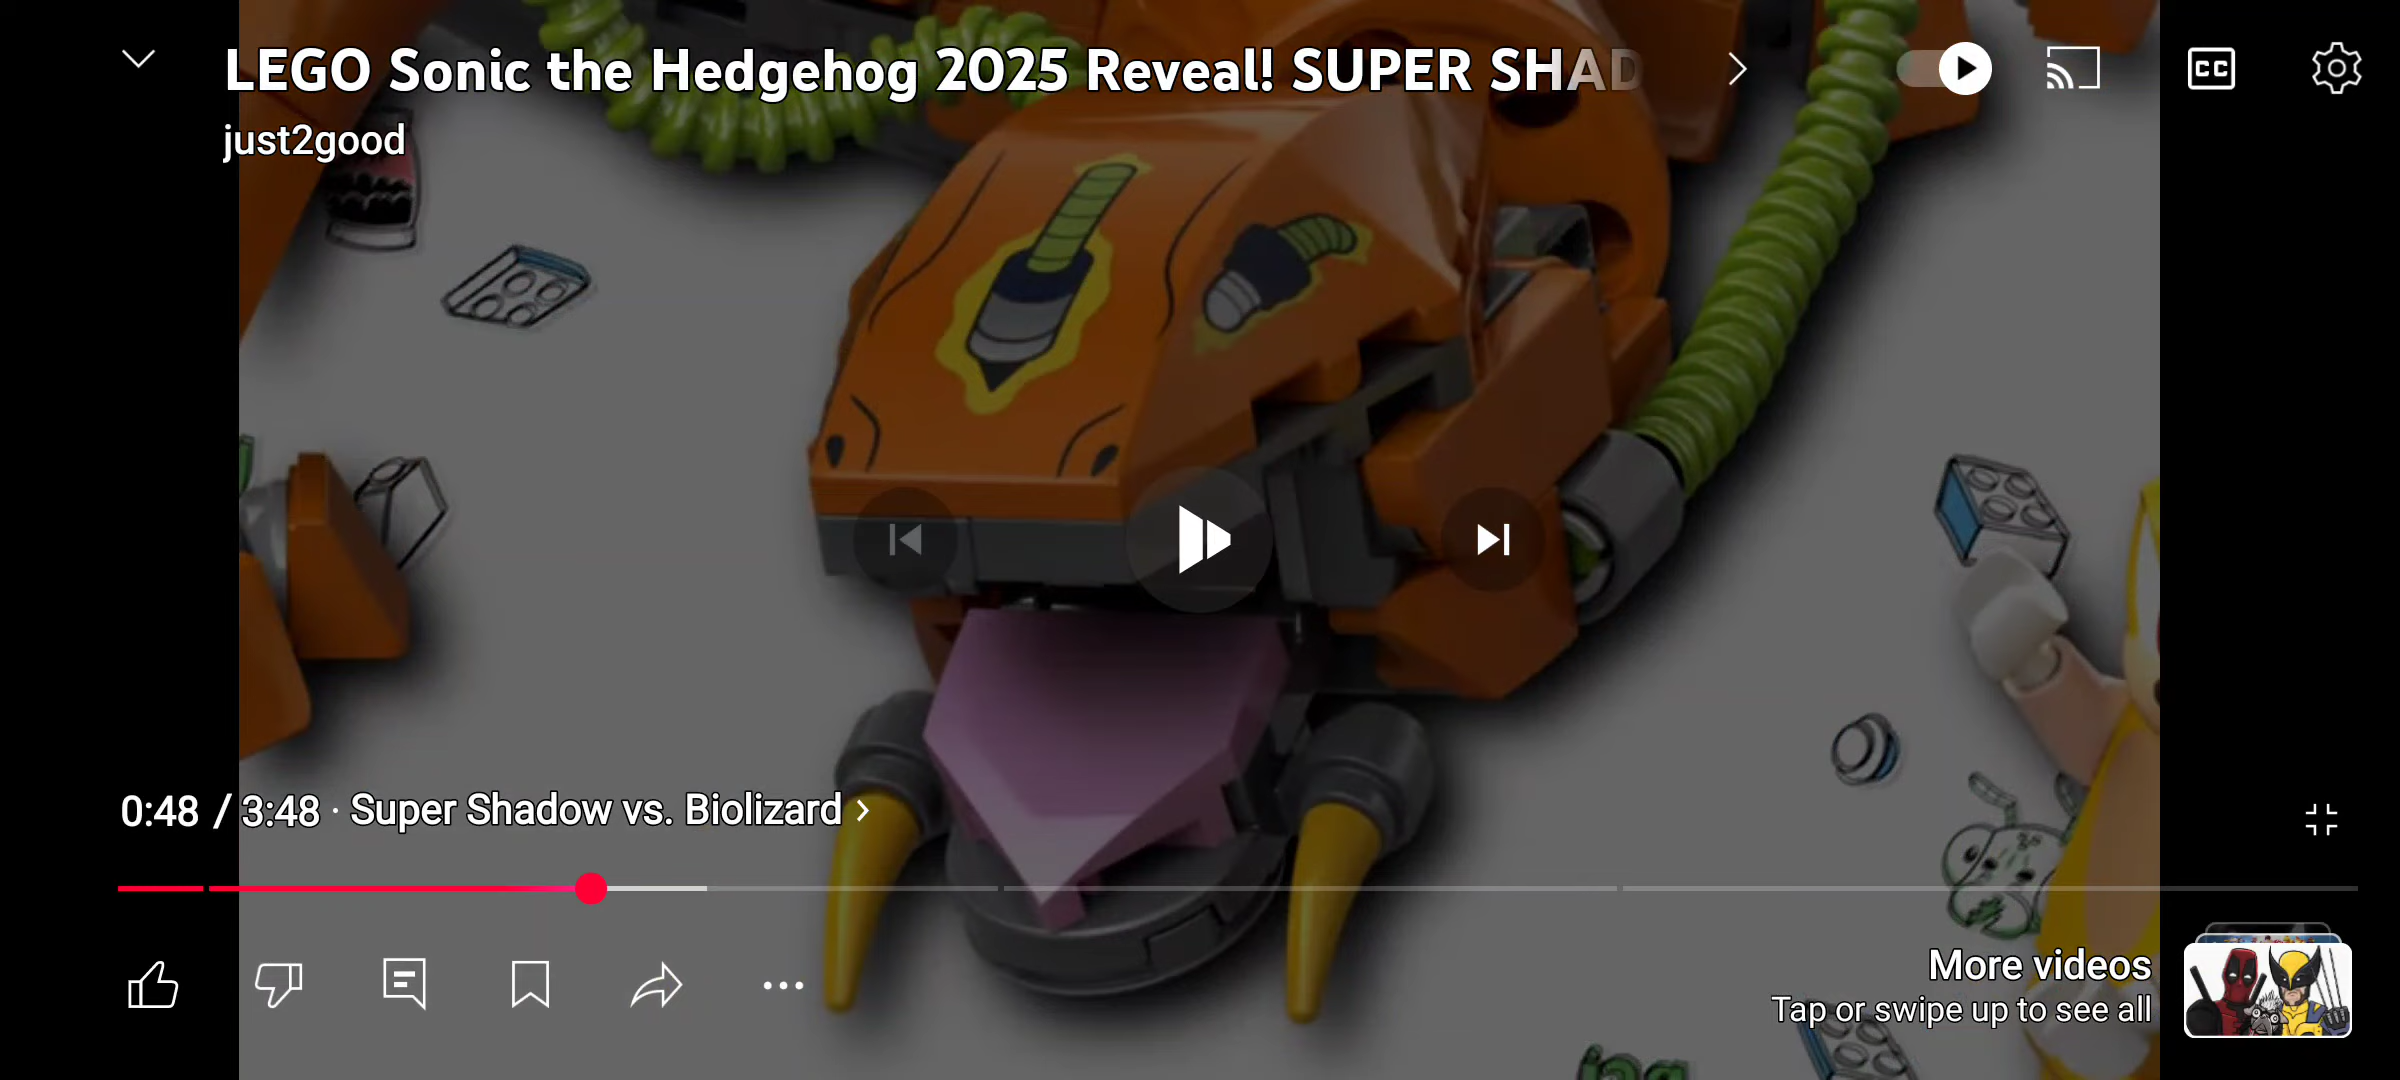 LEGO Sonic the Hedgehog 2025 Reveal! SUPER SHAD
just2good
CC
0:48 / 3:48 · Super Shadow vs. Biolizard
More videos
Tap or swipe up to see all